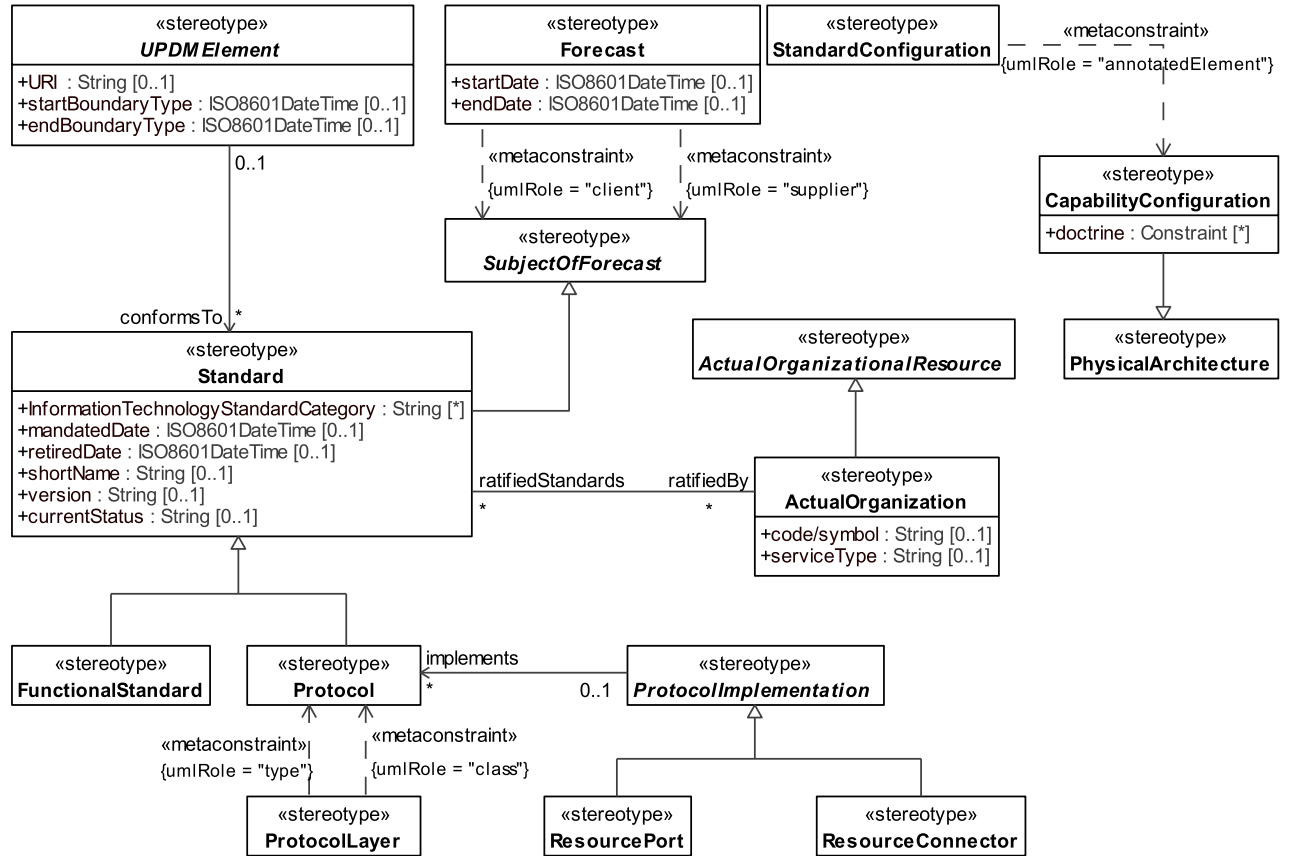 «stereotype»
UPDMElement
+URI : String [0..1]
+startBoundaryType : ISO8601DateTime [0..1]
+endBoundaryType : ISO8601DateTime [0..1]
«stereotype»
Forecast
+startDate : ISO8601DateTime [0..1]
+endDate : ISO8601DateTime [0..1]
«stereotype»
StandardConfiguration
«metaconstraint»
{umlRole = "annotatedElement"}
0..1
«metaconstraint»
{umlRole = "client"}
«metaconstraint»
{umlRole = "supplier"}
«stereotype»
CapabilityConfiguration
+doctrine : Constraint [*]
«stereotype»
SubjectOfForecast
conformsTo
*
«stereotype»
Standard
+InformationTechnologyStandardCategory : String [*]
+mandatedDate : ISO8601DateTime [0..1]
+retiredDate : ISO8601DateTime [0..1]
+shortName : String [0..1]
+version : String [0..1]
+currentStatus : String [0..1]
«stereotype»
ActualOrganizationalResource
«stereotype»
PhysicalArchitecture
ratifiedStandards
*
ratifiedBy
*
«stereotype»
ActualOrganization
+code/symbol : String [0..1]
+serviceType : String [0..1]
«stereotype»
FunctionalStandard
«stereotype»
Protocol
implements
*
0..1
«stereotype»
ProtocolImplementation
«metaconstraint»
{umlRole = "type"}
«metaconstraint»
{umlRole = "class"}
«stereotype»
ProtocolLayer
«stereotype»
ResourcePort
«stereotype»
ResourceConnector